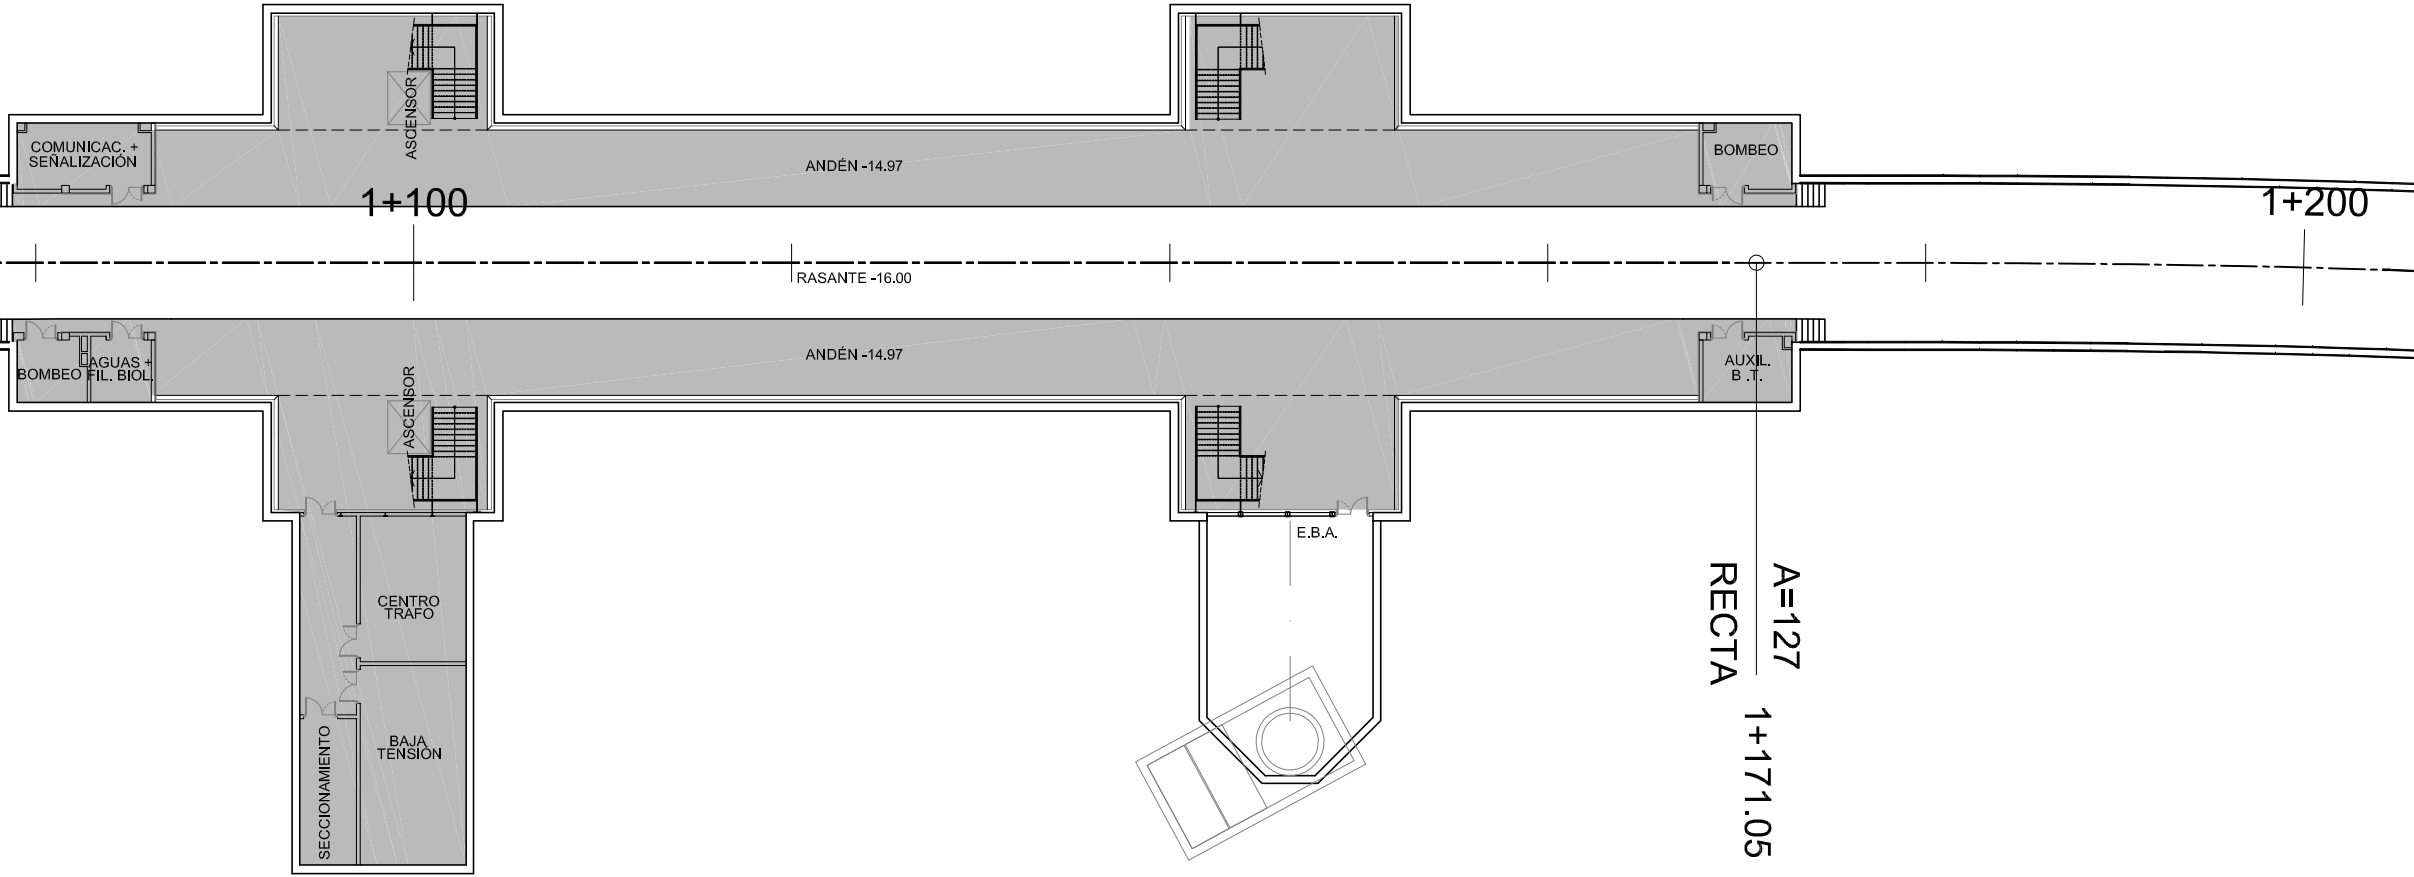 ASCENSOR
COMUNICAC. +
SEÑALIZACIÓN
ANDÉN -14.97
BOMBEO
1+100
1+200
RASANTE -16.00
BOMBEO
AGUAS +
FIL. BIOL.
ASCENSOR
ANDÉN -14.97
AUXIL.
B .T.
E.B.A.
CENTRO
TRAFO
BAJA
TENSIÓN
SECCIONAMIENTO
A=127
RECTA
1+171.05